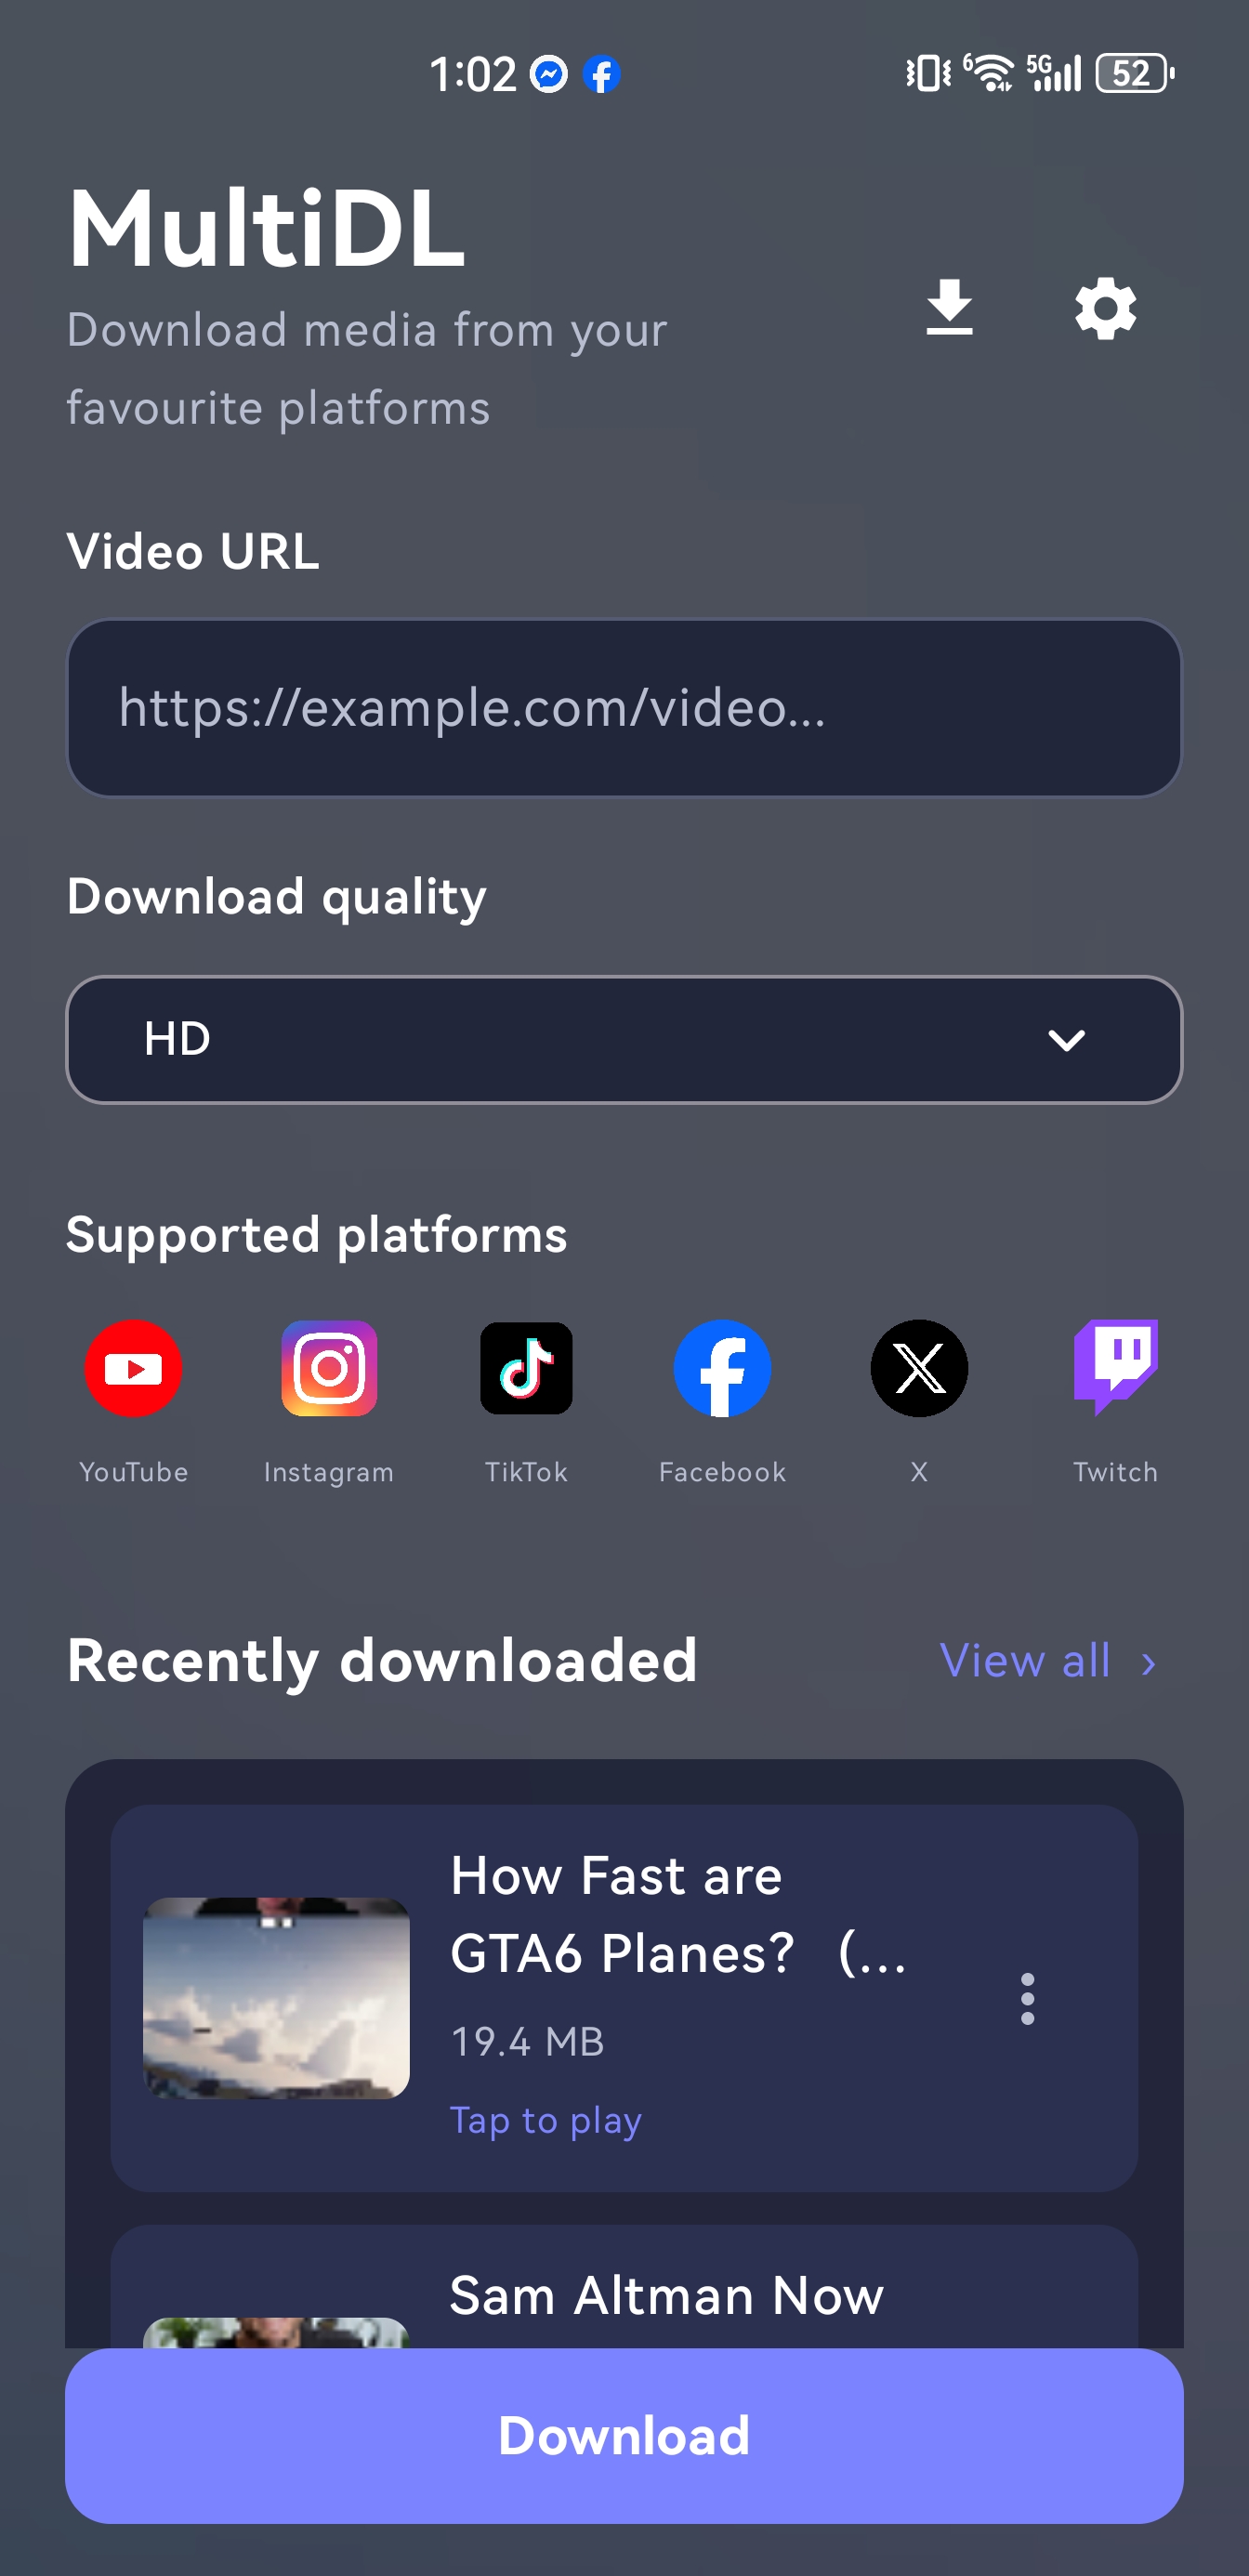 1:02
6
5G
52
MultiDL
Download media from your
favourite platforms
Video URL
https://example.com/video...
Download quality
HD
Supported platforms
YouTube
Instagram
TikTok
Facebook
X
Twitch
Recently downloaded
View all ›
How Fast are
GTA6 Planes? (...
19.4 MB
Tap to play
Sam Altman Now
Download